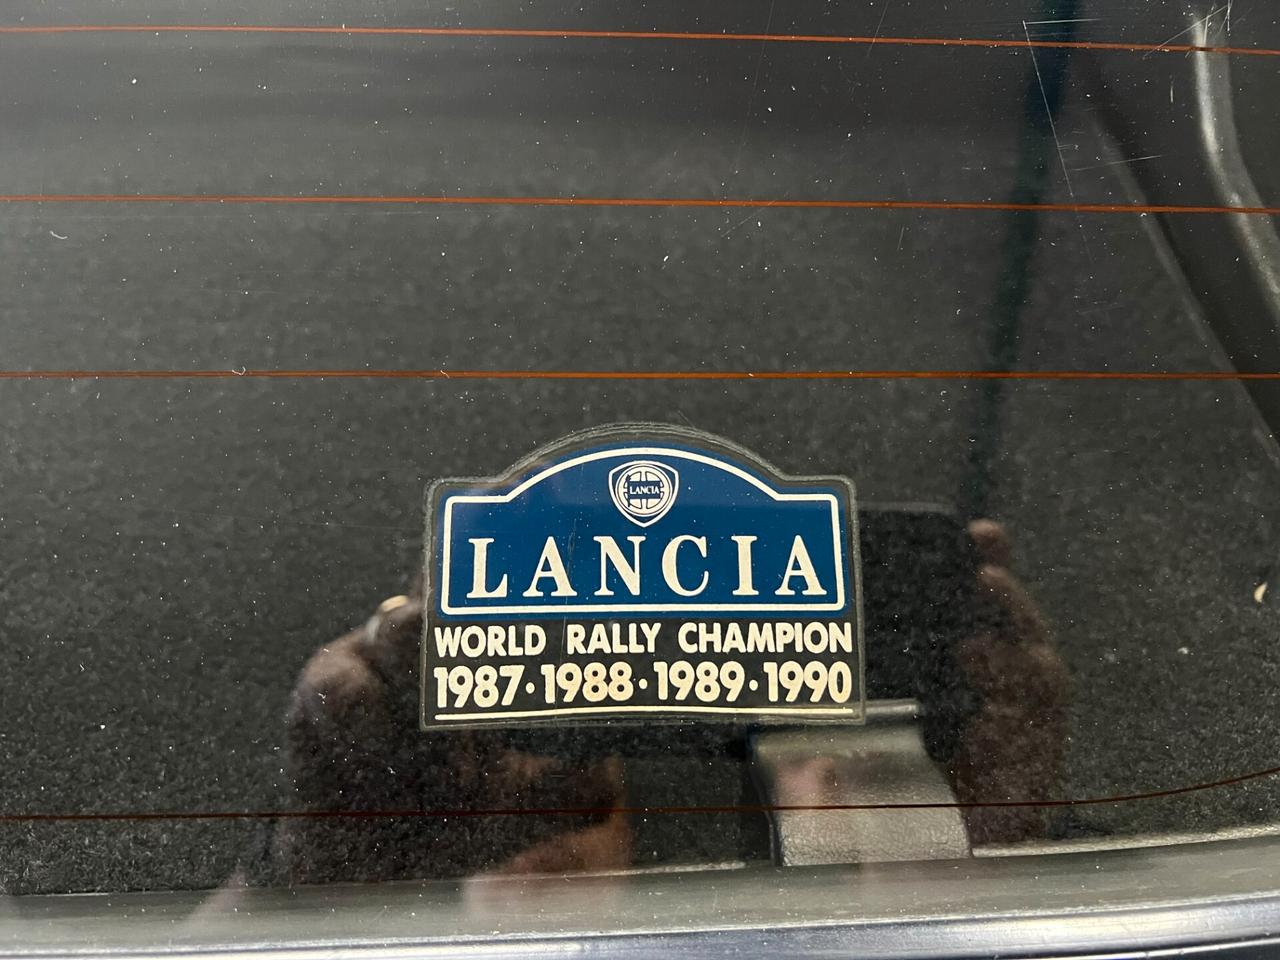 LANCIA
LANCIA
WORLD RALLY CHAMPION
1987·1988·1989·1990